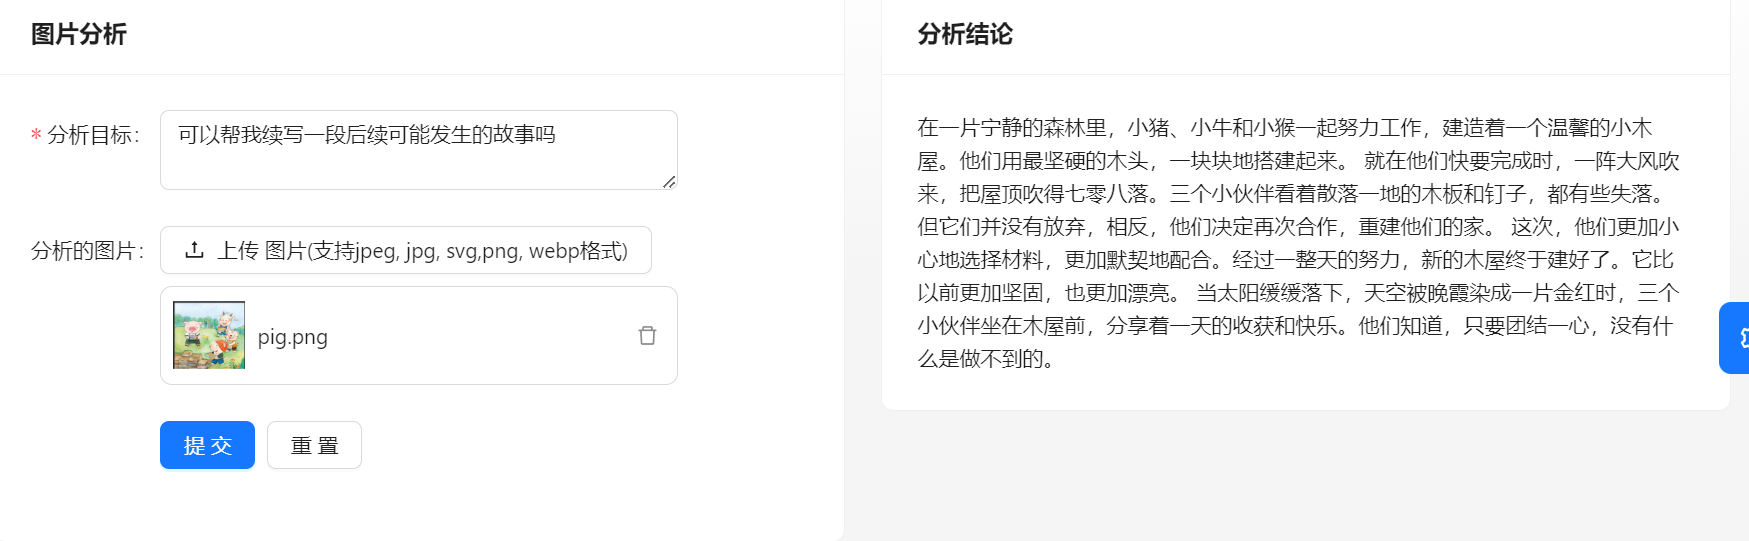 图片分析
* 分析目标:
可以帮我续写一段后续可能发生的故事吗
分析的图片:
上传 图片(支持jpeg, jpg, svg,png, webp格式)
pig.png
提 交
重 置
分析结论
在一片宁静的森林里，小猪、小牛和小猴一起努力工作，建造着一个温馨的小木
屋。他们用最坚硬的木头，一块块地搭建起来。 就在他们快要完成时，一阵大风吹
来，把屋顶吹得七零八落。三个小伙伴看着散落一地的木板和钉子，都有些失落。
但它们并没有放弃，相反，他们决定再次合作，重建他们的家。 这次，他们更加小
心地选择材料，更加默契地配合。经过一整天的努力，新的木屋终于建好了。它比
以前更加坚固，也更加漂亮。 当太阳缓缓落下，天空被晚霞染成一片金红时，三个
小伙伴坐在木屋前，分享着一天的收获和快乐。他们知道，只要团结一心，没有什
么是做不到的。